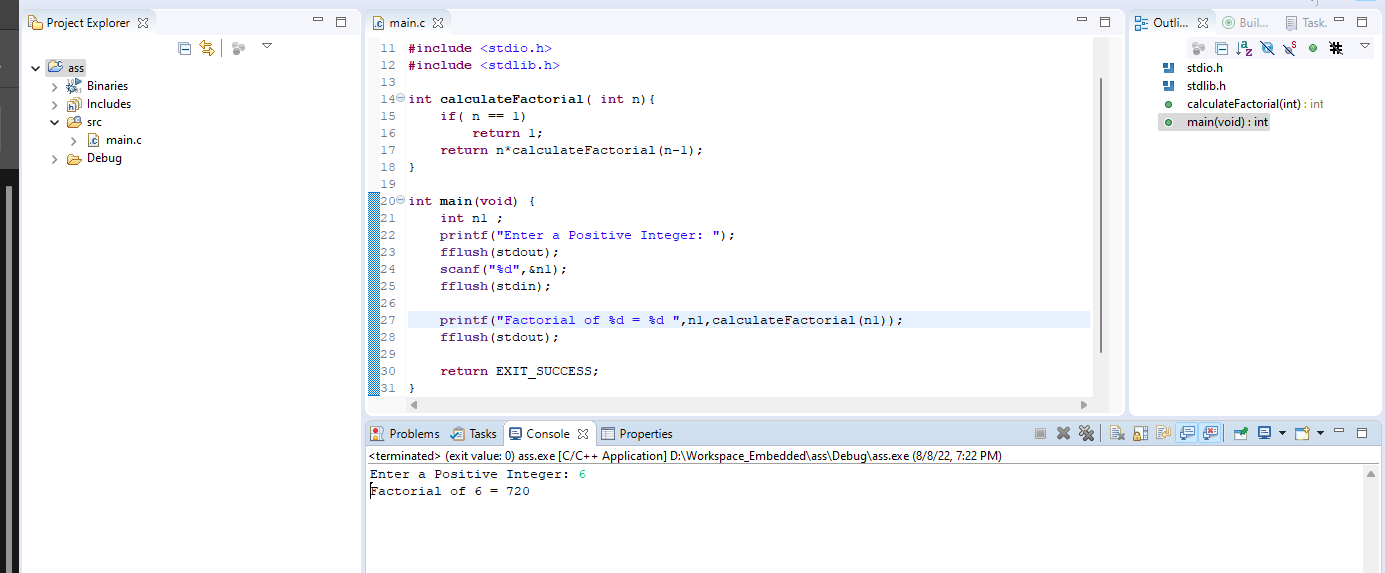 Project Explorer
ass
Binaries
Includes
src
main.c
Debug
main.c
11 #include <stdio.h>
12 #include <stdlib.h>
13
14 int calculateFactorial( int n){
15 if( n == 1)
16 return 1;
17 return n*calculateFactorial(n-1);
18 }
19
20 int main(void) {
21 int n1 ;
22 printf("Enter a Positive Integer: ");
23 fflush(stdout);
24 scanf("%d",&n1);
25 fflush(stdin);
26
27 printf("Factorial of %d = %d ",n1,calculateFactorial(n1));
28 fflush(stdout);
29
30 return EXIT_SUCCESS;
31 }
Outli... Buil... Task.
stdio.h
stdlib.h
calculateFactorial(int) : int
main(void) : int
Problems Tasks Console Properties
<terminated> (exit value: 0) ass.exe [C/C++ Application] D:\Workspace_Embedded\ass\Debug\ass.exe (8/8/22, 7:22 PM)
Enter a Positive Integer: 6
Factorial of 6 = 720